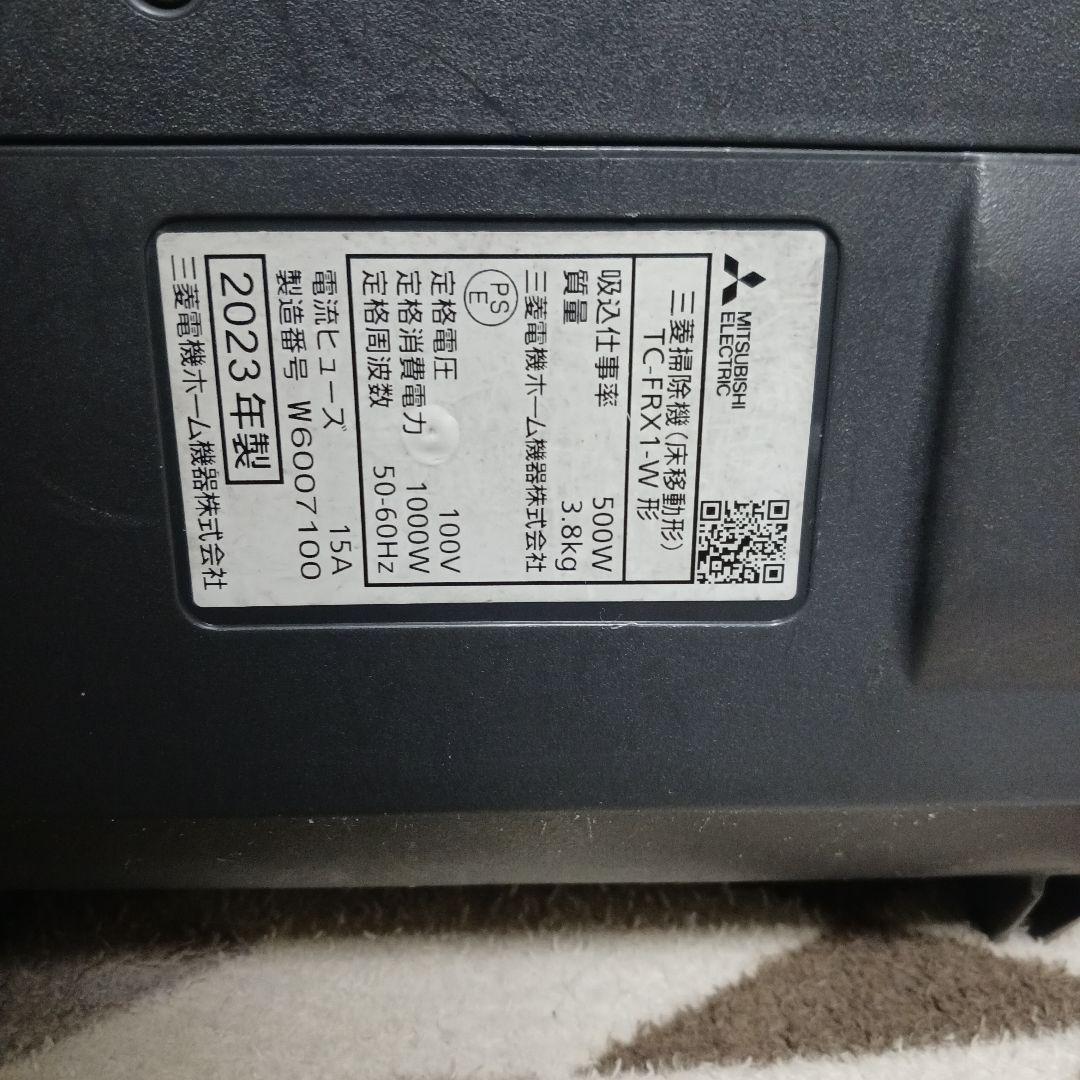 MITSUBISHI
ELECTRIC
三菱掃除機(床移動形)
TC-FRX1-W 形
吸込仕事率 500W
質量 3.8kg
三菱電機ホーム機器株式会社
PS
E
定格電圧 100V
定格消費電力 1000W
定格周波数 50-60Hz
電流ヒューズ 15A
製造番号 W6007100
2023年製
三菱電機ホーム機器株式会社